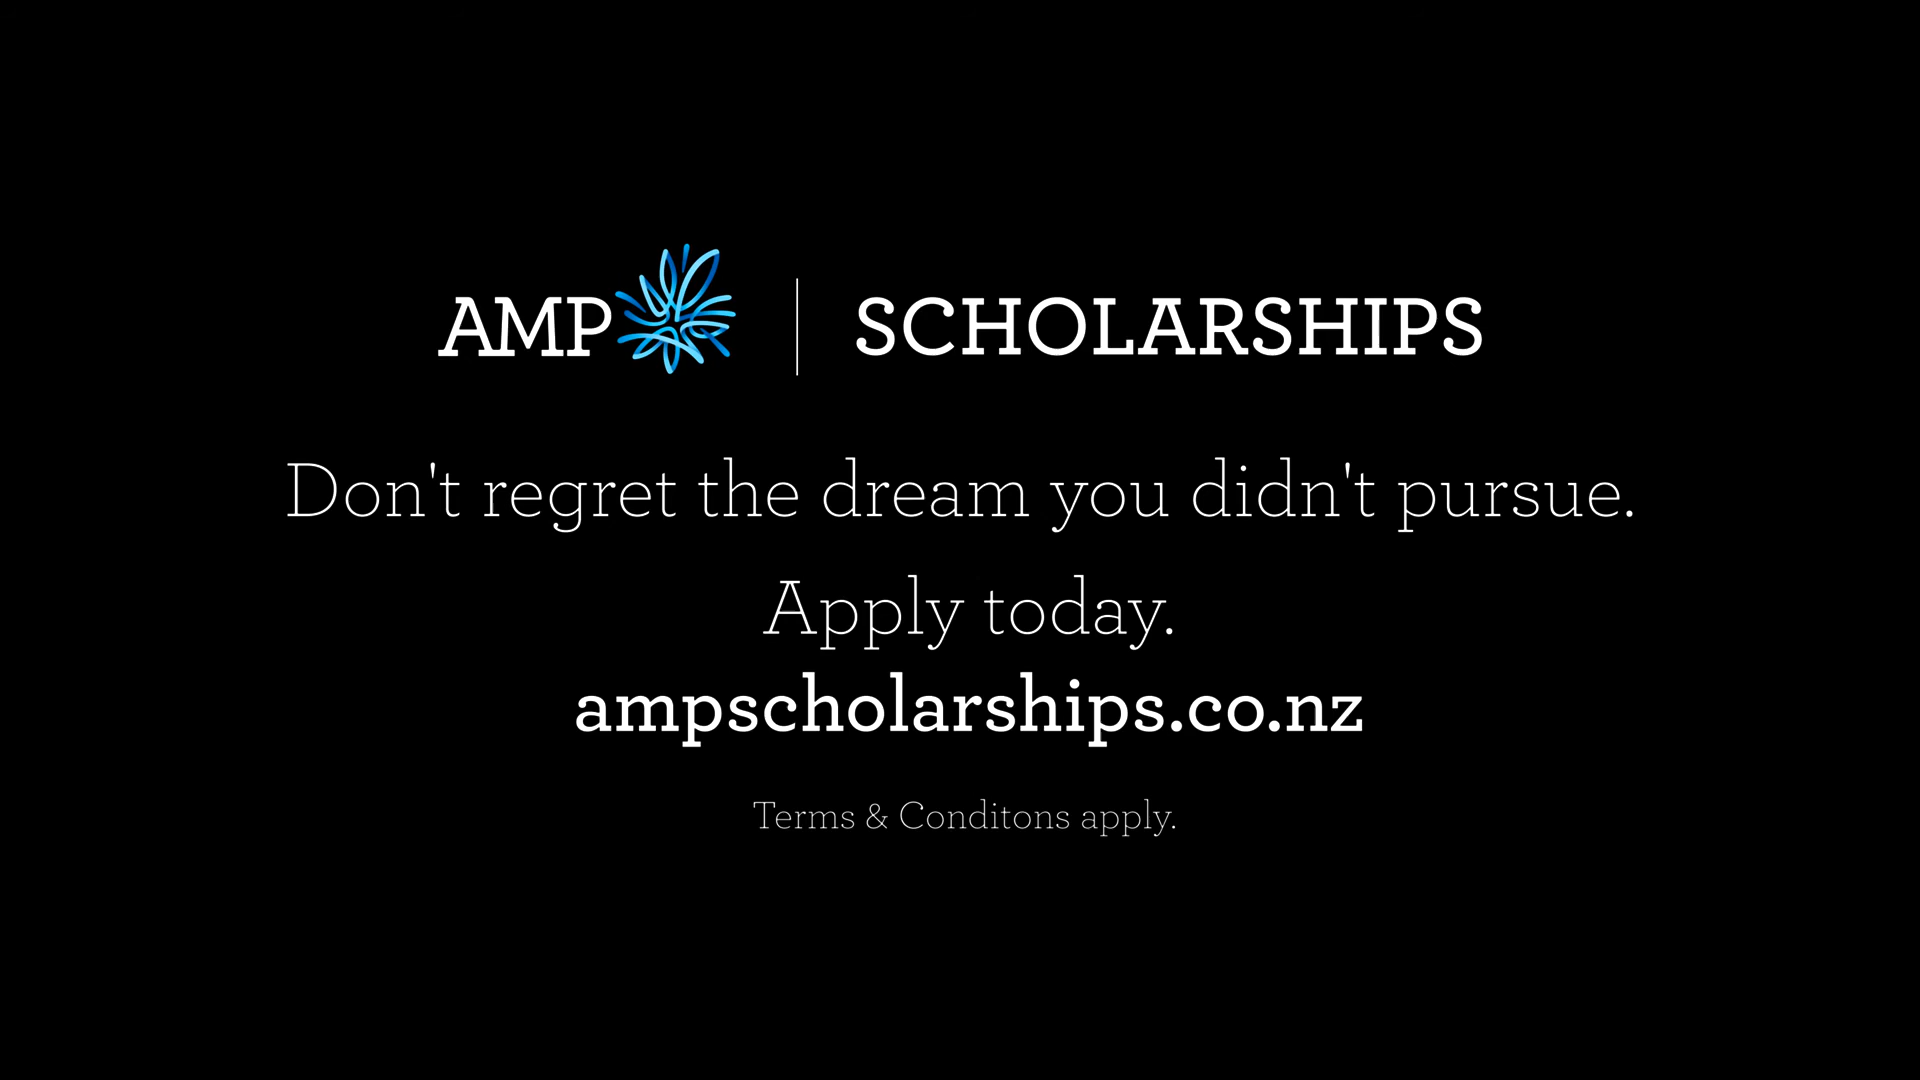 AMP | SCHOLARSHIPS
Don't regret the dream you didn't pursue.
Apply today.
ampscholarships.co.nz
Terms & Conditons apply.